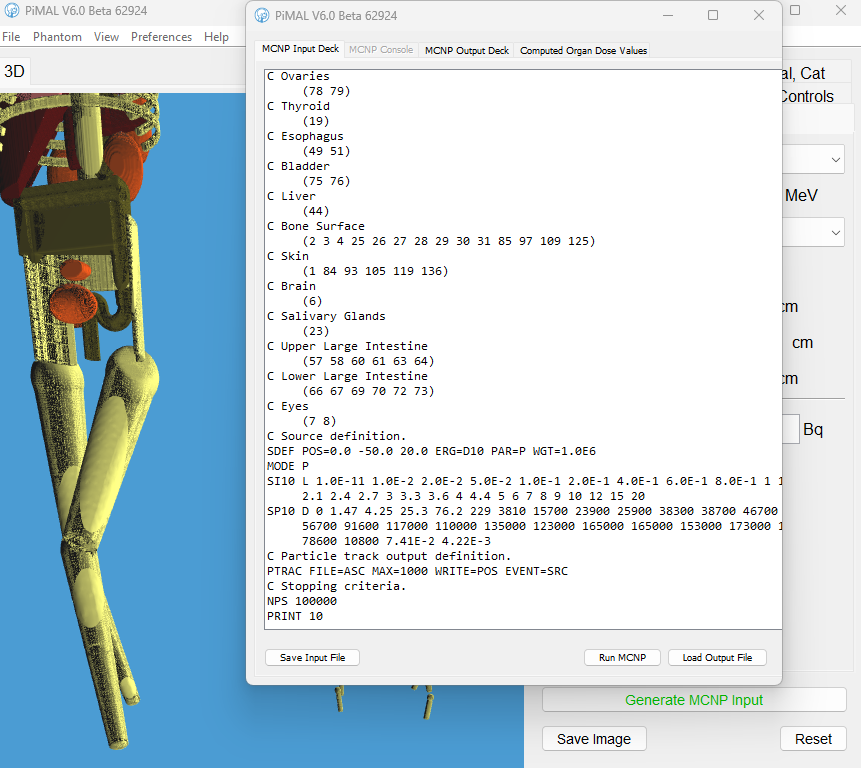 PiMAL V6.0 Beta 62924
File Phantom View Preferences Help
3D
PiMAL V6.0 Beta 62924
MCNP Input Deck MCNP Console MCNP Output Deck Computed Organ Dose Values
C Ovaries
(78 79)
C Thyroid
(19)
C Esophagus
(49 51)
C Bladder
(75 76)
C Liver
(44)
C Bone Surface
(2 3 4 25 26 27 28 29 30 31 85 97 109 125)
C Skin
(1 84 93 105 119 136)
C Brain
(6)
C Salivary Glands
(23)
C Upper Large Intestine
(57 58 60 61 63 64)
C Lower Large Intestine
(66 67 69 70 72 73)
C Eyes
(7 8)
C Source definition.
SDEF POS=0.0 -50.0 20.0 ERG=D10 PAR=P WGT=1.0E6
MODE P
SI10 L 1.0E-11 1.0E-2 2.0E-2 5.0E-2 1.0E-1 2.0E-1 4.0E-1 6.0E-1 8.0E-1 1 1
2.1 2.4 2.7 3 3.3 3.6 4 4.4 5 6 7 8 9 10 12 15 20
SP10 D 0 1.47 4.25 25.3 76.2 229 3810 15700 23900 25900 38300 38700 46700
56700 91600 117000 110000 135000 123000 165000 165000 153000 173000 1
78600 10800 7.41E-2 4.22E-3
C Particle track output definition.
PTRAC FILE=ASC MAX=1000 WRITE=POS EVENT=SRC
C Stopping criteria.
NPS 100000
PRINT 10
Save Input File Run MCNP Load Output File
al, Cat
Controls
MeV
cm
cm
cm
Bq
Generate MCNP Input
Save Image Reset